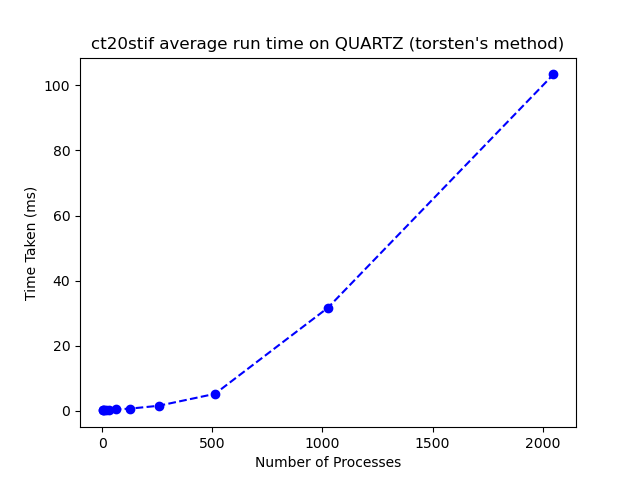 ct20stif average run time on QUARTZ (torsten's method)
100
80
60
40
20
0
Time Taken (ms)
0 500 1000 1500 2000
Number of Processes